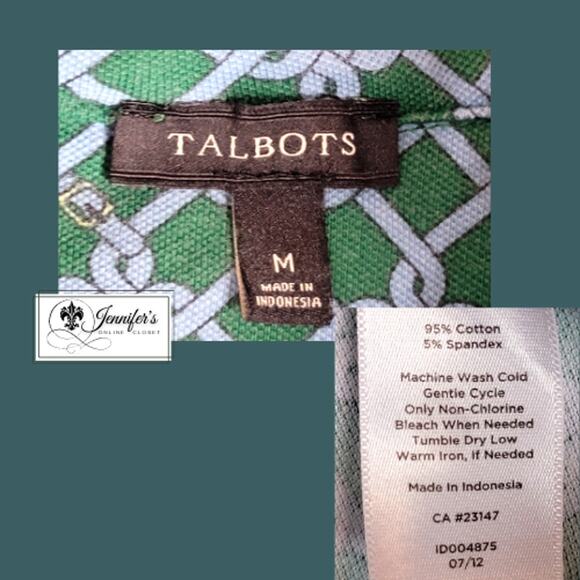 TALBOTS
M
MADE IN
INDONESIA
Jennifer's
ONLINE CLOSET
95% Cotton
5% Spandex
Machine Wash Cold
Gentle Cycle
Only Non-Chlorine
Bleach When Needed
Tumble Dry Low
Warm Iron, If Needed
Made In Indonesia
CA #23147
ID004875
07/12